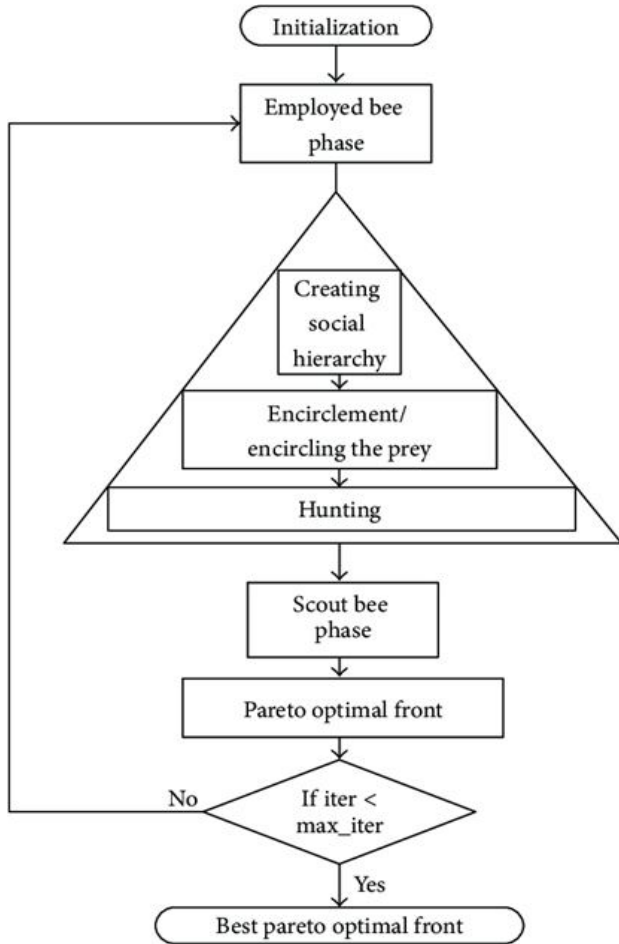 Initialization
Employed bee
phase
Creating
social
hierarchy
Encirclement/
encircling the prey
Hunting
Scout bee
phase
Pareto optimal front
If iter <
max_iter
No
Yes
Best pareto optimal front